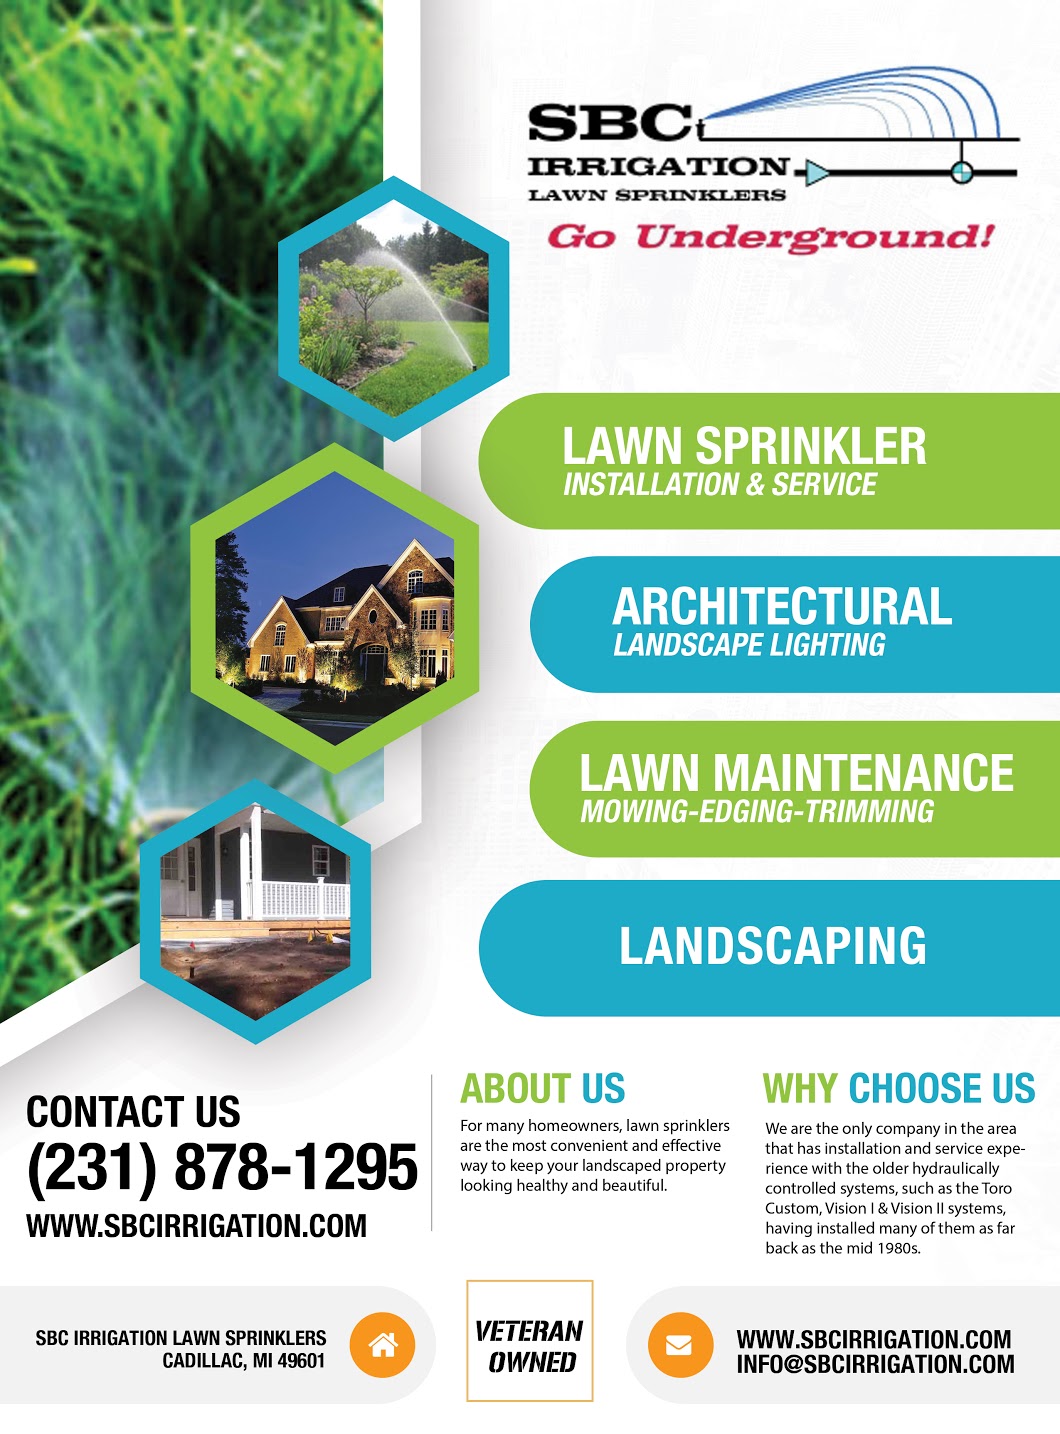 SBC
IRRIGATION
LAWN SPRINKLERS
Go Underground!
LAWN SPRINKLER
INSTALLATION & SERVICE
ARCHITECTURAL
LANDSCAPE LIGHTING
LAWN MAINTENANCE
MOWING-EDGING-TRIMMING
LANDSCAPING
CONTACT US
(231) 878-1295
WWW.SBCIRRIGATION.COM
ABOUT US
For many homeowners, lawn sprinklers
are the most convenient and effective
way to keep your landscaped property
looking healthy and beautiful.
WHY CHOOSE US
We are the only company in the area
that has installation and service expe-
rience with the older hydraulically
controlled systems, such as the Toro
Custom, Vision I & Vision II systems,
having installed many of them as far
back as the mid 1980s.
SBC IRRIGATION LAWN SPRINKLERS
CADILLAC, MI 49601
VETERAN
OWNED
WWW.SBCIRRIGATION.COM
INFO@SBCIRRIGATION.COM